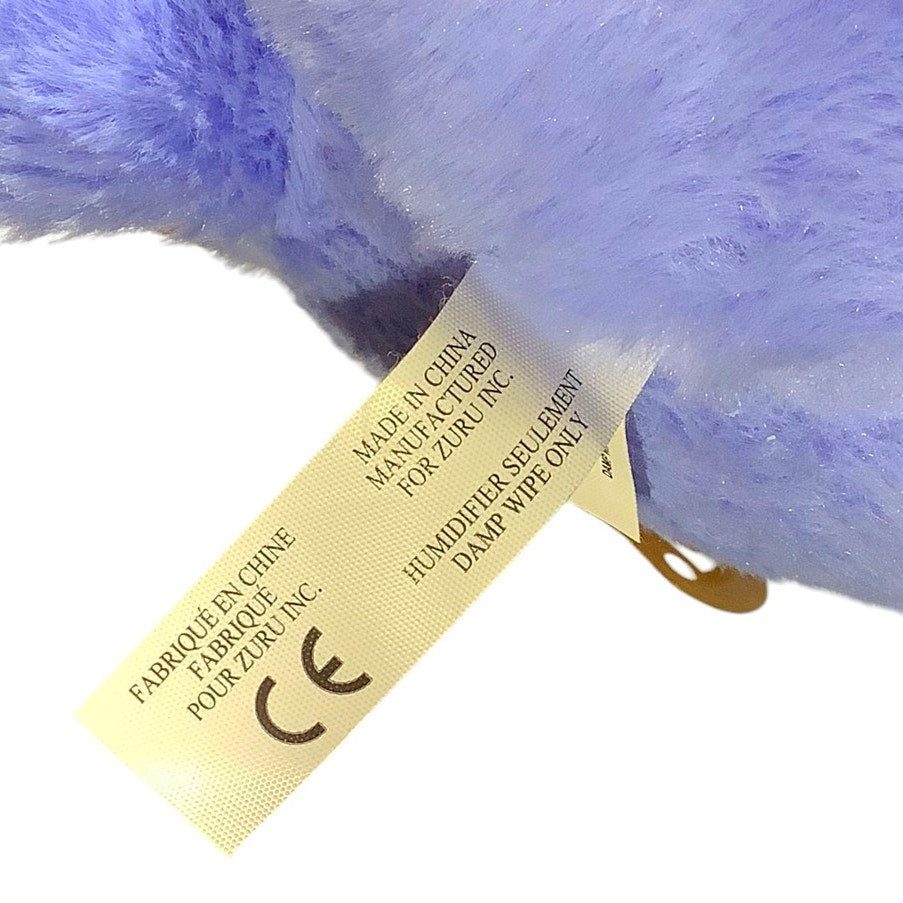 MADE IN CHINA
MANUFACTURED
FOR ZURU INC.
HUMIDIFIER SEULEMENT
DAMP WIPE ONLY
FABRIQUÉ EN CHINE
FABRIQUÉ
POUR ZURU INC.
CE
DAMP